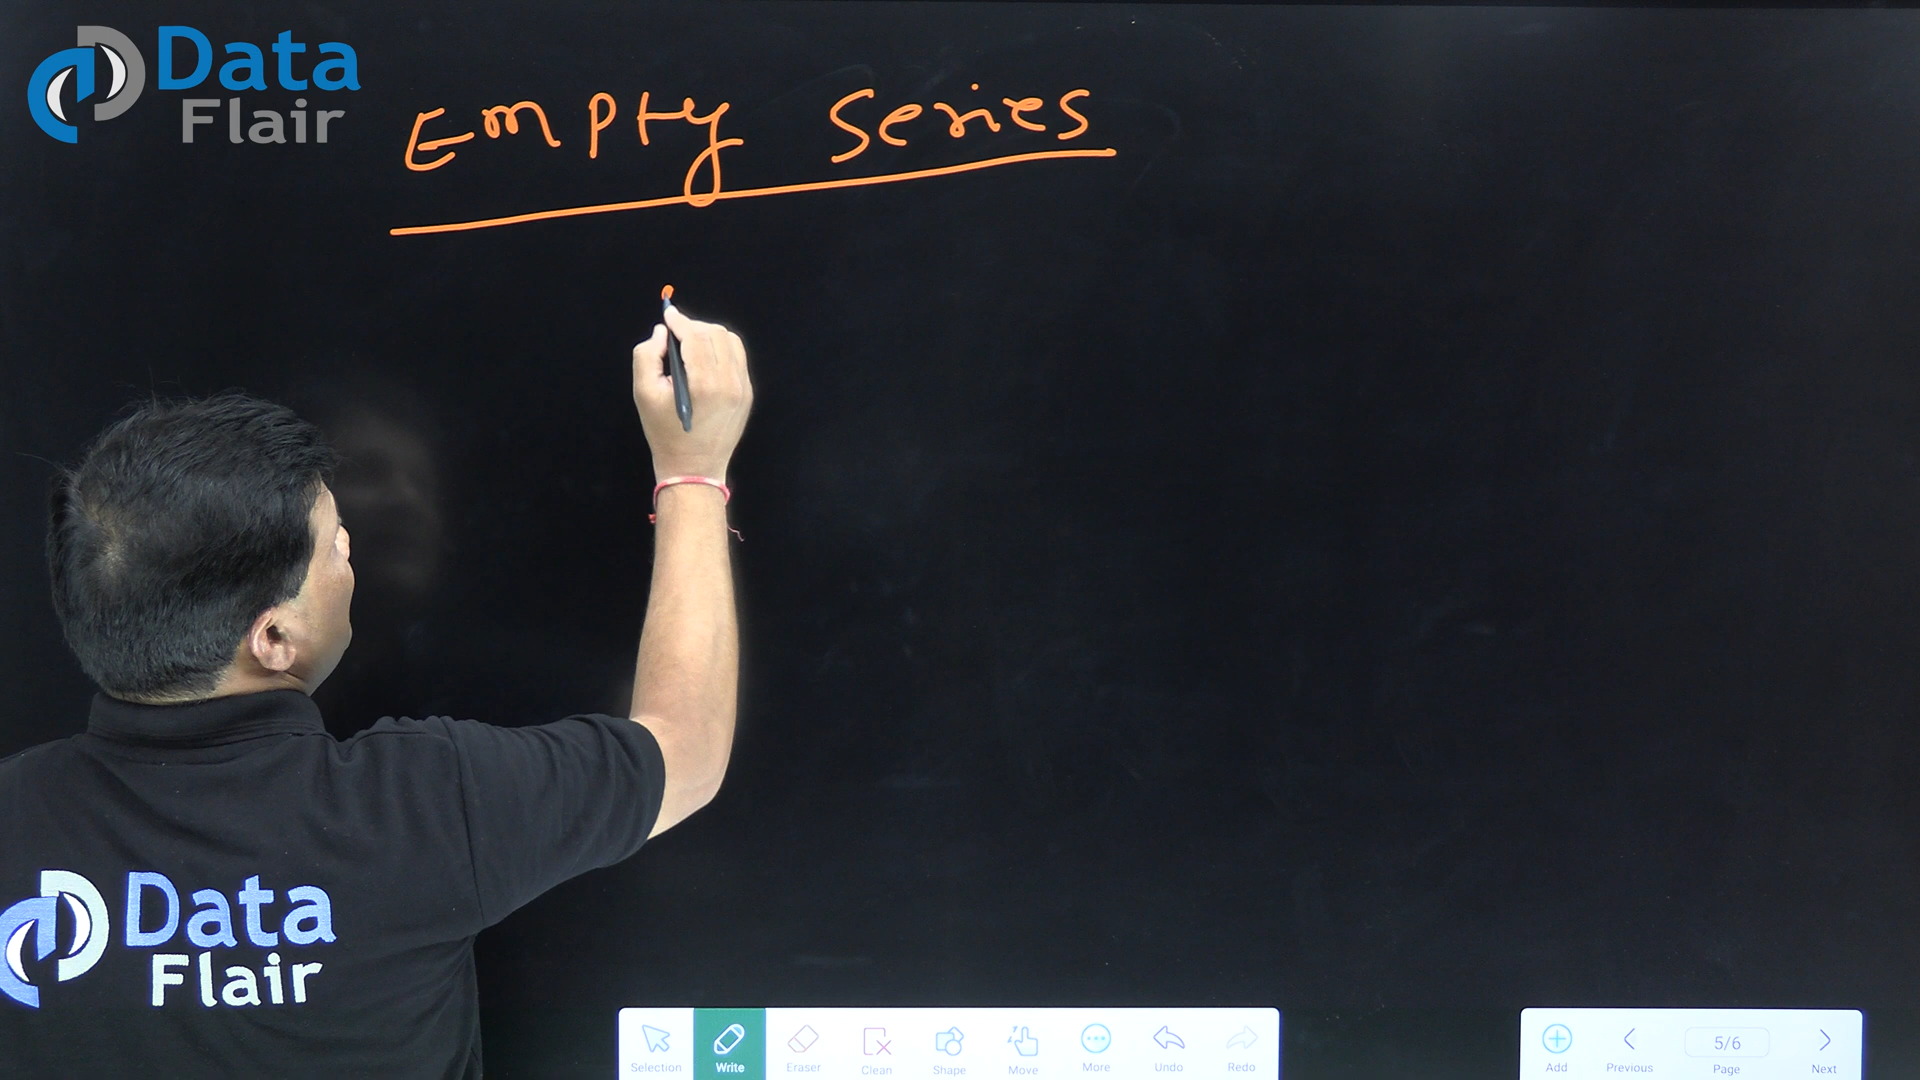 Data
Flair
Empty Series
Data
Flair
Selection Write Eraser Clean Shape Move More Undo Redo
Add Previous 5/6 Page Next